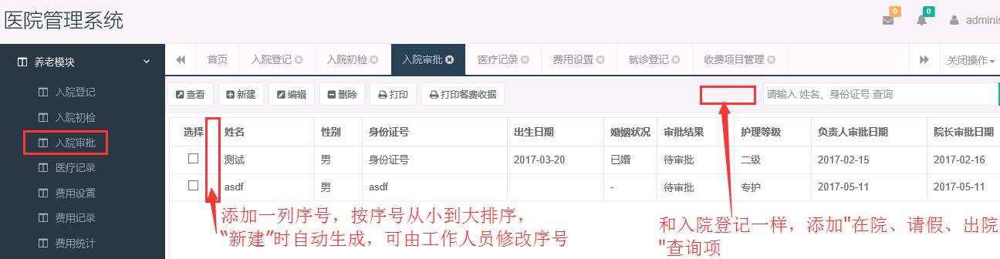 医院管理系统
0
0
养老模块
首页 入院登记 入院初检 入院审批 医疗记录 费用设置 就诊登记 收费项目管理 关闭操作
入院登记
入院初检
入院审批
医疗记录
费用设置
费用记录
费用统计
查看 新建 编辑 删除 打印 打印餐费收据 请输入 姓名、身份证号 查询
选择 姓名 性别 身份证号 出生日期 婚姻状况 审批结果 护理等级 负责人审批日期 院长审批日期
测试 男 身份证号 2017-03-20 已婚 待审批 二级 2017-02-15 2017-02-16
asdf 男 asdf - 待审批 专护 2017-05-11 2017-05-11
添加一列序号，按序号从小到大排序，
“新建”时自动生成，可由工作人员修改序号
和入院登记一样，添加"在院、请假、出院
"查询项